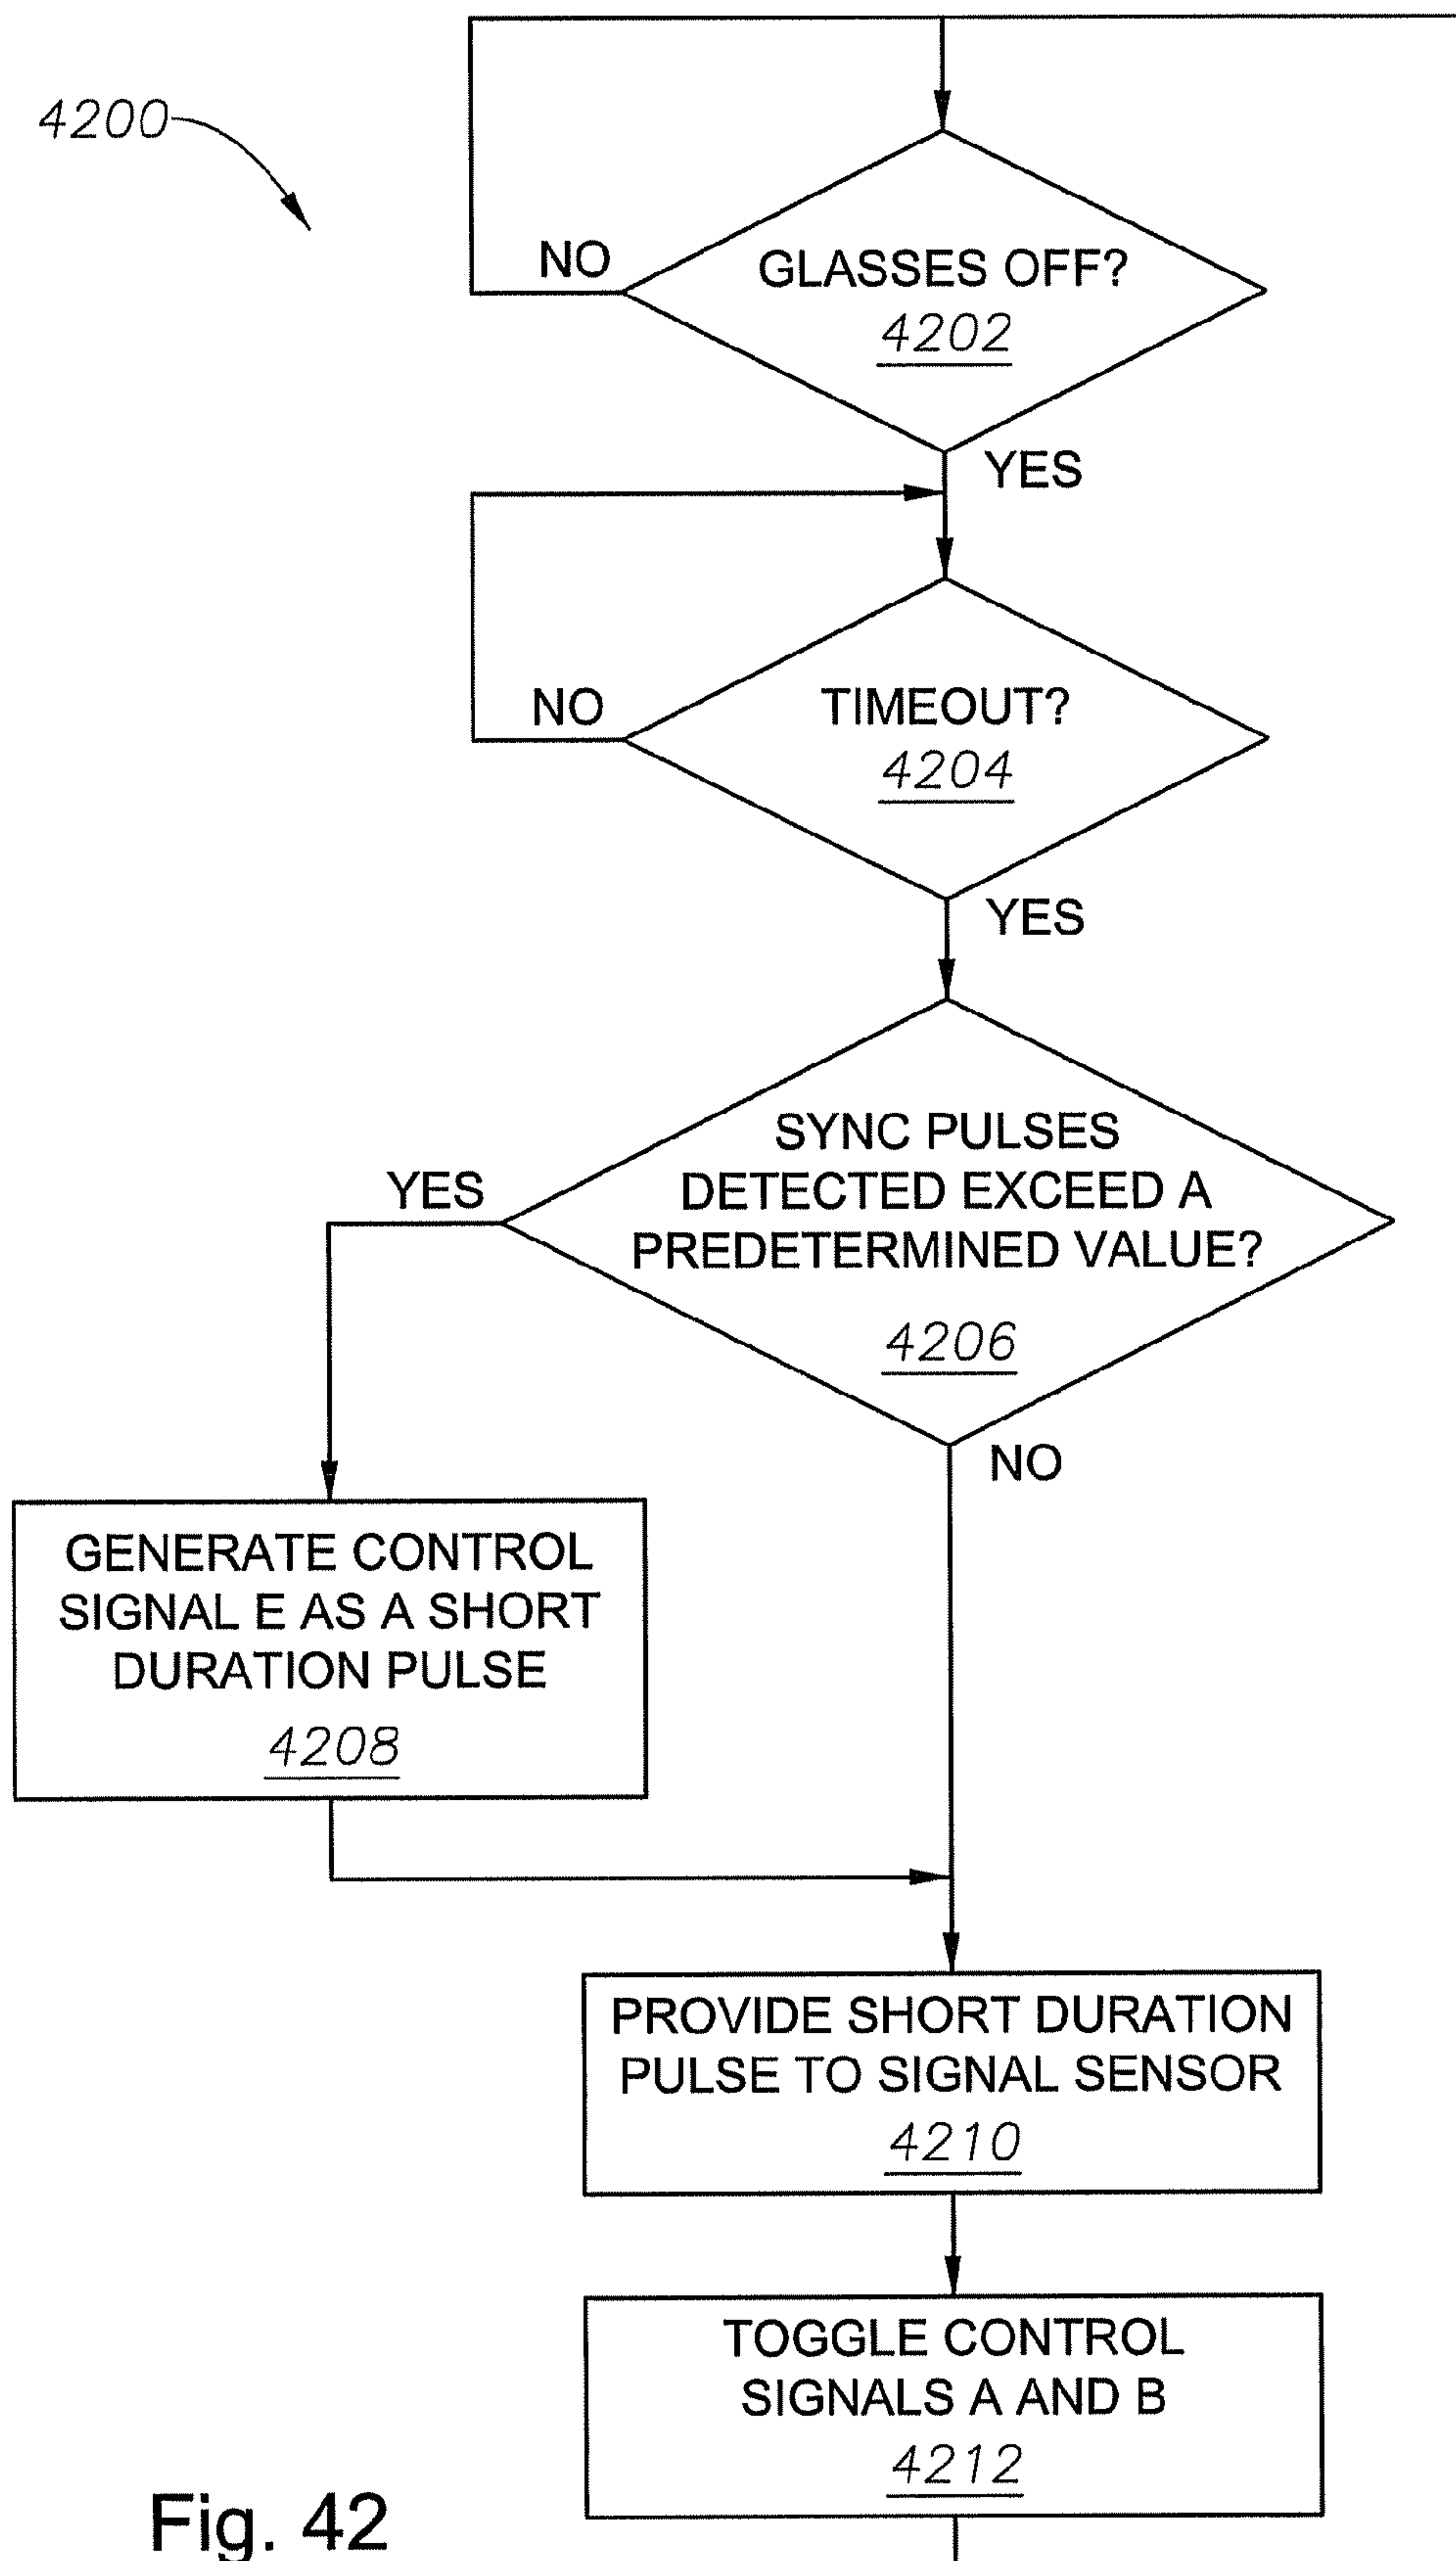 4200
NO
GLASSES OFF?
4202
YES
NO
TIMEOUT?
4204
YES
SYNC PULSES
DETECTED EXCEED A
PREDETERMINED VALUE?
4206
YES
NO
GENERATE CONTROL
SIGNAL E AS A SHORT
DURATION PULSE
4208
PROVIDE SHORT DURATION
PULSE TO SIGNAL SENSOR
4210
TOGGLE CONTROL
SIGNALS A AND B
4212
Fig. 42